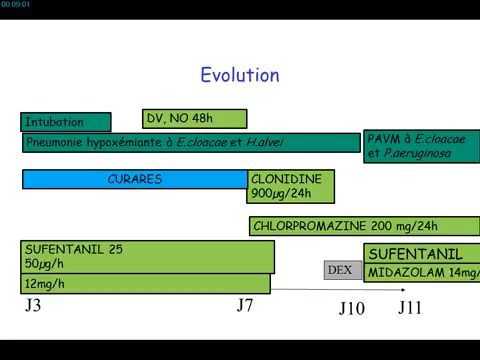 00:09:01
Evolution
Intubation
DV, NO 48h
Pneumonie hypoxémiante à E.cloacae et H.alvei
PAVM à E.cloacae
et P.aeruginosa
CURARES
CLONIDINE
900µg/24h
CHLORPROMAZINE 200 mg/24h
SUFENTANIL 25
50µg/h
12mg/h
DEX
SUFENTANIL
MIDAZOLAM 14mg/
J3
J7
J10
J11